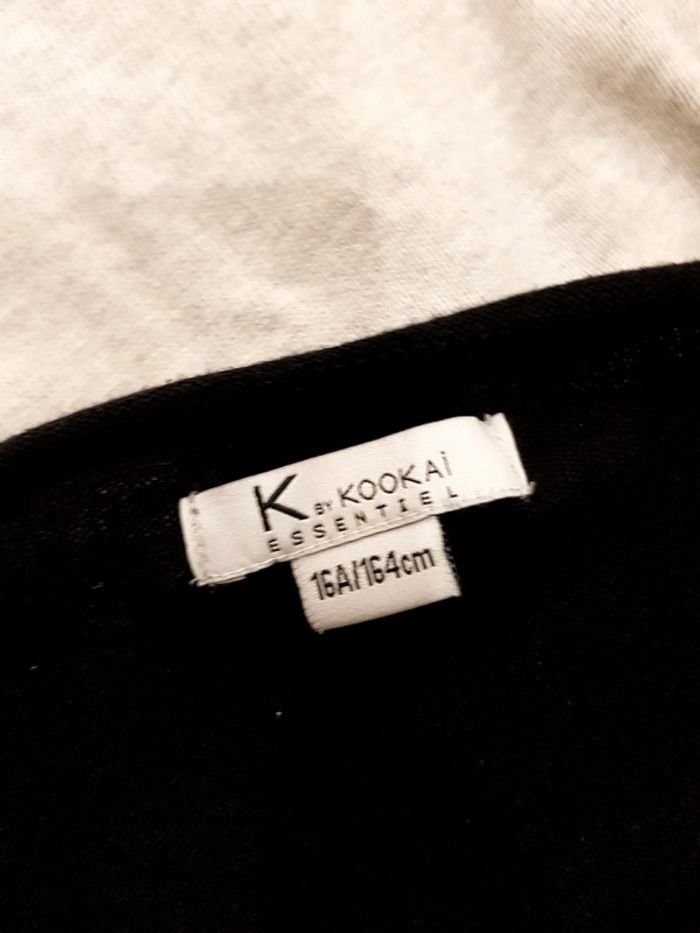 K BY KOOKAï
ESSENTIEL
16A/164cm